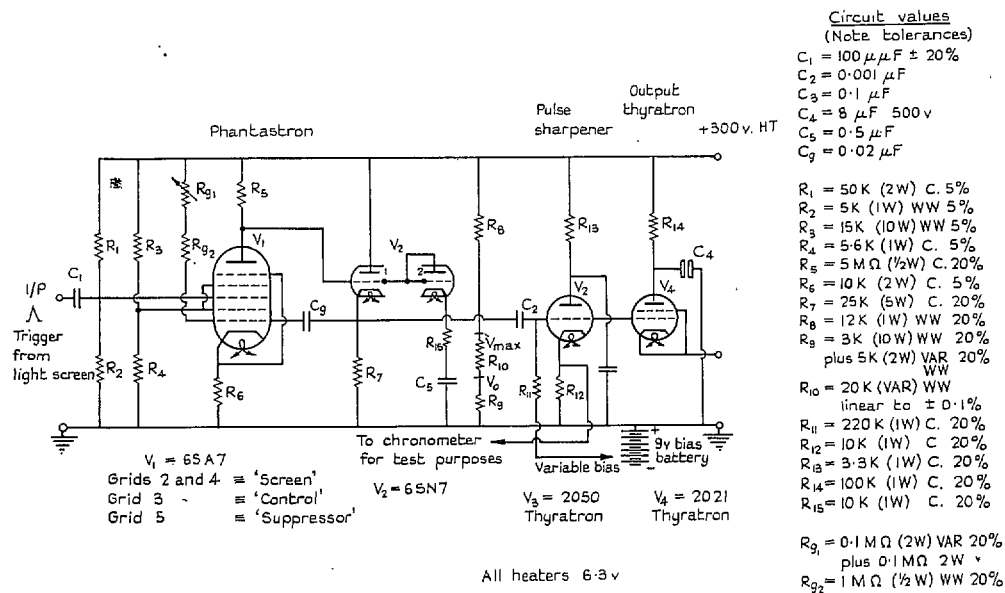 Circuit values
(Note tolerances)
C₁ = 100 μμF ± 20%
C₂ = 0·001 μF
C₃ = 0·1 μF
C₄ = 8 μF 500 v
C₅ = 0·5 μF
C₉ = 0·02 μF
R₁ = 50 K (2W) C. 5%
R₂ = 5K (1W) WW 5%
R₃ = 15K (10W) WW 5%
R₄ = 5·6K (1W) C. 5%
R₅ = 5 MΩ (½W) C. 20%
R₆ = 10 K (2W) C. 5%
R₇ = 25K (5W) C. 20%
R₈ = 12K (1W) WW 20%
R₉ = 3K (10W) WW 20%
plus 5K (2W) VAR 20%
WW
R₁₀ = 20 K (VAR) WW
linear to ± 0·1%
R₁₁ = 220 K (1W) C. 20%
R₁₂ = 10K (1W) C 20%
R₁₃ = 3·3K (1W) C. 20%
R₁₄ = 100K (1W) C. 20%
R₁₅ = 10 K (1W) C. 20%
Rg₁ = 0·1 MΩ (2W) VAR 20%
plus 0·1 MΩ 2W v
Rg₂ = 1 MΩ (½W) WW 20%
Phantastron
Pulse
sharpener
Output
thyratron
+300 v. HT
R₁
R₃
Rg₁
Rg₂
R₅
V₁
V₂
1
2
R₈
R₁₃
R₁₄
C₄
C₁
I/P
Trigger
from
light screen
R₂
R₄
R₆
Cg
R₇
R₁₅
C₅
Vmax
R₁₀
V₀
R₉
C₂
V₂
V₄
R₁₁
R₁₂
To chronometer
for test purposes
Variable bias
+
9v bias
battery
–
V₁ = 6SA7
Grids 2 and 4 ≡ 'Screen'
Grid 3 ≡ 'Control'
Grid 5 ≡ 'Suppressor'
V₂ = 6SN7
V₃ = 2050
Thyratron
V₄ = 2021
Thyratron
All heaters 6·3 v